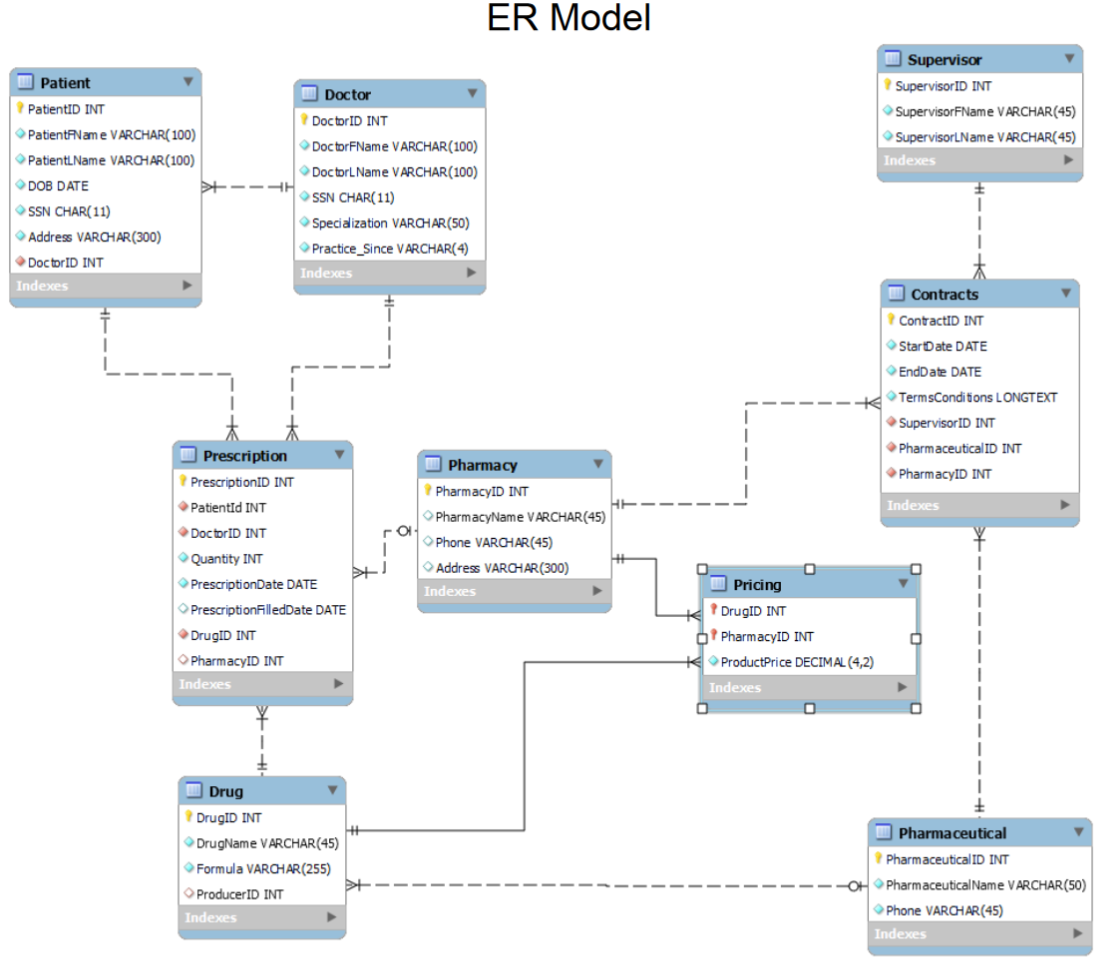 ER Model
Patient
PatientID INT
PatientFName VARCHAR(100)
PatientLName VARCHAR(100)
DOB DATE
SSN CHAR(11)
Address VARCHAR(300)
DoctorID INT
Indexes
Doctor
DoctorID INT
DoctorFName VARCHAR(100)
DoctorLName VARCHAR(100)
SSN CHAR(11)
Specialization VARCHAR(50)
Practice_Since VARCHAR(4)
Indexes
Supervisor
SupervisorID INT
SupervisorFName VARCHAR(45)
SupervisorLName VARCHAR(45)
Indexes
Contracts
ContractID INT
StartDate DATE
EndDate DATE
TermsConditions LONGTEXT
SupervisorID INT
PharmaceuticalID INT
PharmacyID INT
Indexes
Prescription
PrescriptionID INT
PatientId INT
DoctorID INT
Quantity INT
PrescriptionDate DATE
PrescriptionFilledDate DATE
DrugID INT
PharmacyID INT
Indexes
Pharmacy
PharmacyID INT
PharmacyName VARCHAR(45)
Phone VARCHAR(45)
Address VARCHAR(300)
Indexes
Pricing
DrugID INT
PharmacyID INT
ProductPrice DECIMAL(4,2)
Indexes
Drug
DrugID INT
DrugName VARCHAR(45)
Formula VARCHAR(255)
ProducerID INT
Indexes
Pharmaceutical
PharmaceuticalID INT
PharmaceuticalName VARCHAR(50)
Phone VARCHAR(45)
Indexes